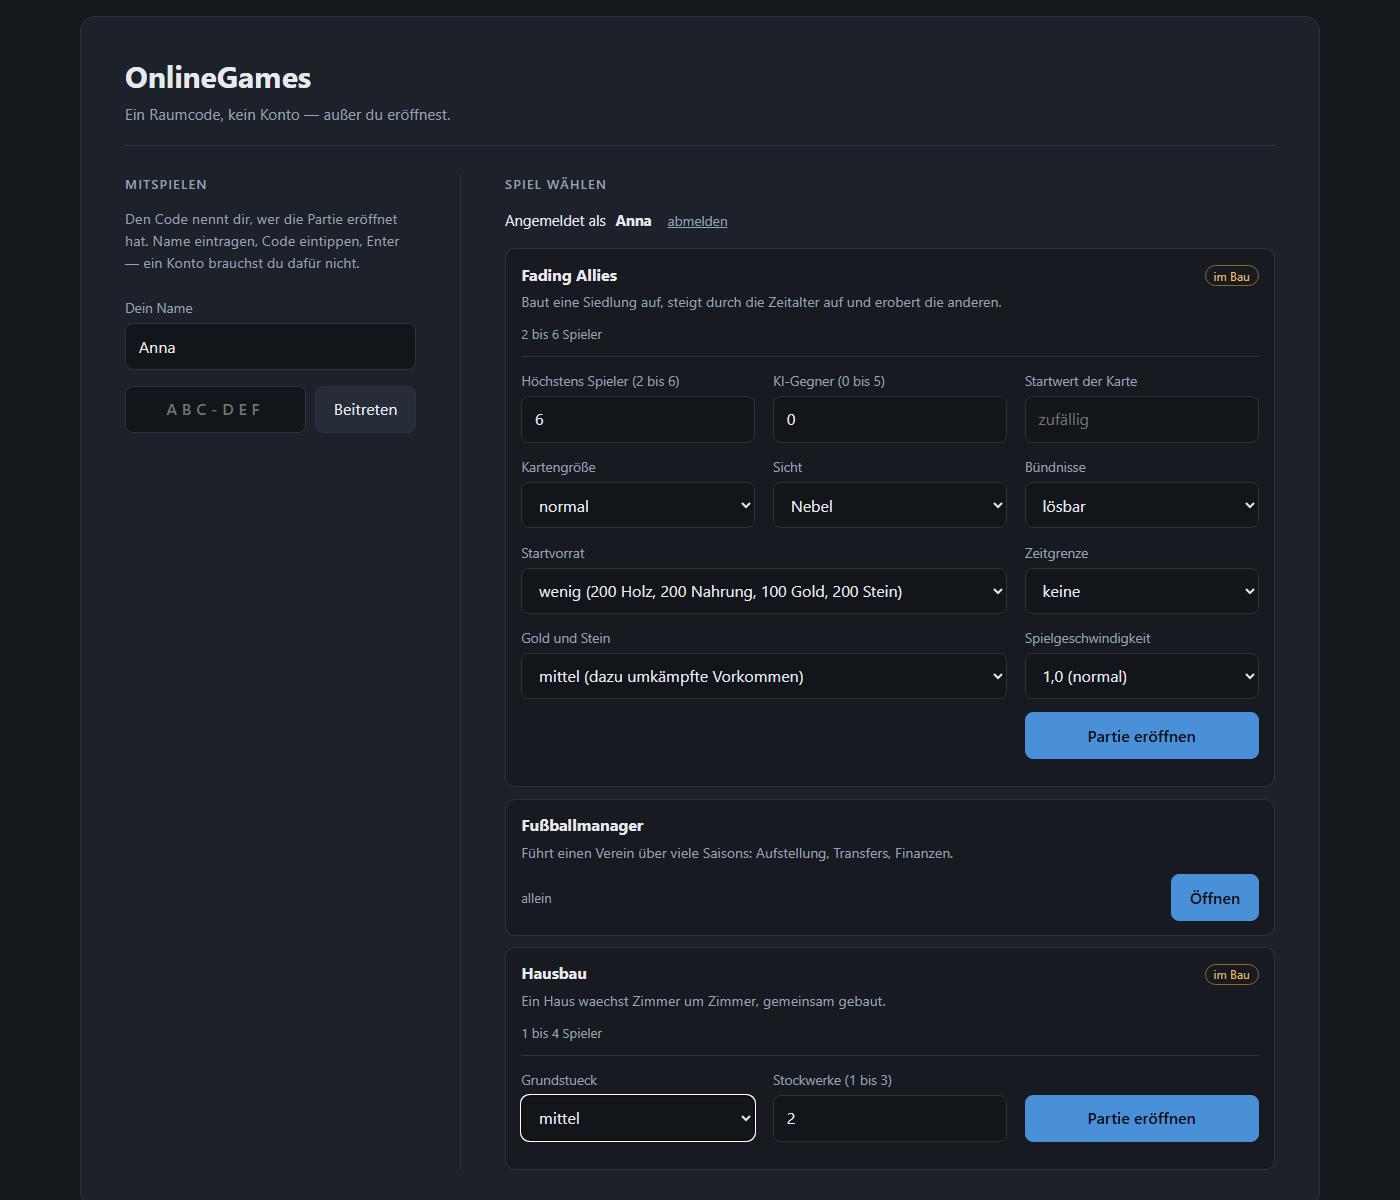 OnlineGames
Ein Raumcode, kein Konto — außer du eröffnest.
MITSPIELEN
Den Code nennt dir, wer die Partie eröffnet
hat. Name eintragen, Code eintippen, Enter
— ein Konto brauchst du dafür nicht.
Dein Name
Anna
ABC-DEF
Beitreten
SPIEL WÄHLEN
Angemeldet als Anna abmelden
Fading Allies
im Bau
Baut eine Siedlung auf, steigt durch die Zeitalter auf und erobert die anderen.
2 bis 6 Spieler
Höchstens Spieler (2 bis 6)
6
KI-Gegner (0 bis 5)
0
Startwert der Karte
zufällig
Kartengröße
normal
Sicht
Nebel
Bündnisse
lösbar
Startvorrat
wenig (200 Holz, 200 Nahrung, 100 Gold, 200 Stein)
Zeitgrenze
keine
Gold und Stein
mittel (dazu umkämpfte Vorkommen)
Spielgeschwindigkeit
1,0 (normal)
Partie eröffnen
Fußballmanager
Führt einen Verein über viele Saisons: Aufstellung, Transfers, Finanzen.
allein
Öffnen
Hausbau
im Bau
Ein Haus waechst Zimmer um Zimmer, gemeinsam gebaut.
1 bis 4 Spieler
Grundstueck
mittel
Stockwerke (1 bis 3)
2
Partie eröffnen